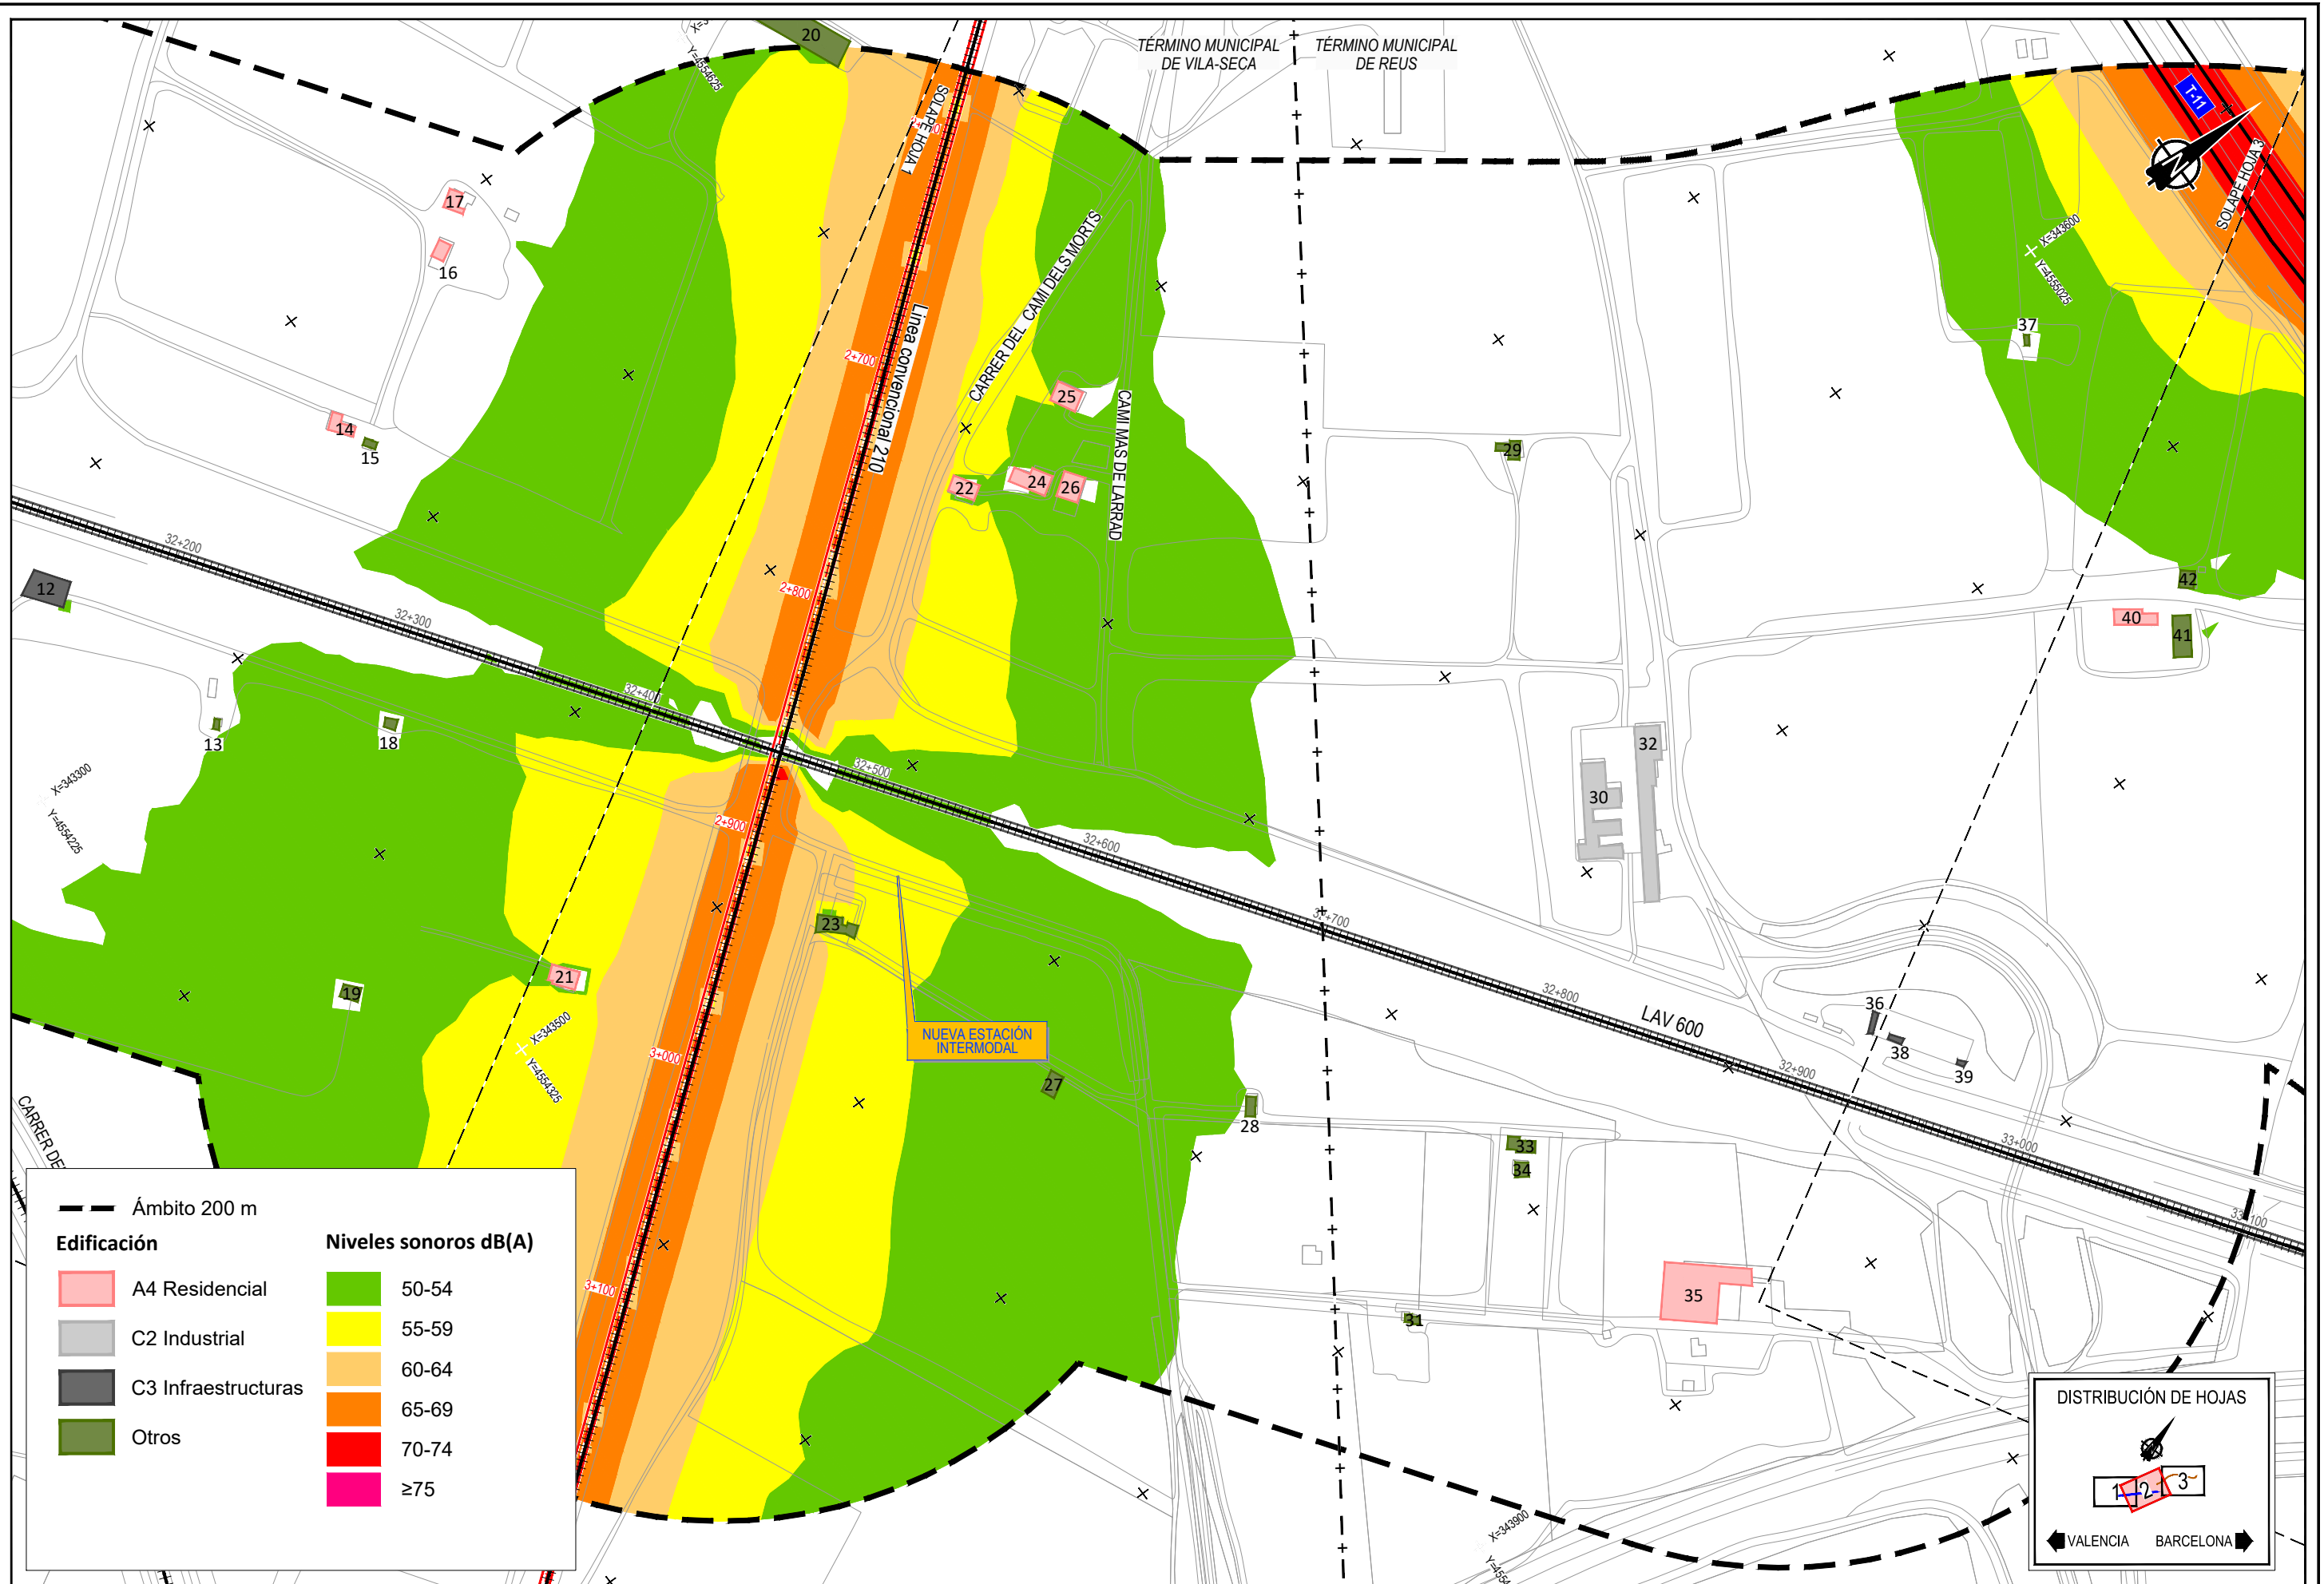 20
TÉRMINO MUNICIPAL
DE VILA-SECA
TÉRMINO MUNICIPAL
DE REUS
Y=4554625
SOLAPE HOJA 1
T-11
SOLAPE HOJA 3
17
16
CARRER DEL CAMI DELS MORTS
X=343600
Y=4555025
37
2+700
Línea convencional 210
25
CAMI MAS DE LARRAD
14
15
29
22
24
26
32+200
12
2+800
32+300
42
40
41
32+400
13
18
32+500
32
30
X=343300
Y=4554225
2+900
32+600
23
32+700
21
19
32+800
LAV 600
36
38
39
NUEVA ESTACIÓN
INTERMODAL
X=343500
Y=4554325
3+000
27
32+900
28
33
34
33+000
CARRER DE
33+100
3+100
35
31
Ámbito 200 m
Edificación
A4 Residencial
C2 Industrial
C3 Infraestructuras
Otros
Niveles sonoros dB(A)
50-54
55-59
60-64
65-69
70-74
≥75
X=343900
DISTRIBUCIÓN DE HOJAS
1
2
3
VALENCIA
BARCELONA